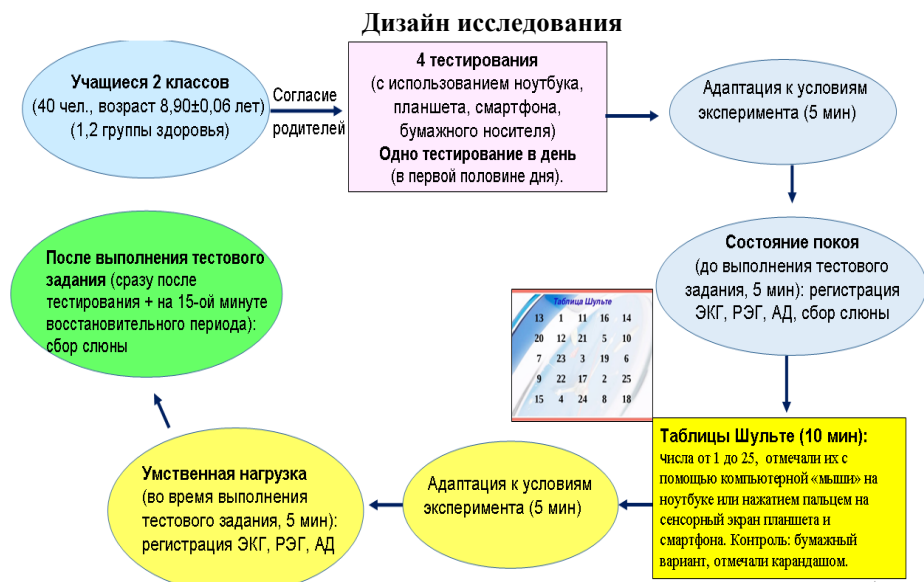 Дизайн исследования
Учащиеся 2 классов
(40 чел., возраст 8,90±0,06 лет)
(1,2 группы здоровья)
Согласие
родителей
4 тестирования
(с использованием ноутбука,
планшета, смартфона,
бумажного носителя)
Одно тестирование в день
(в первой половине дня).
Адаптация к условиям
эксперимента (5 мин)
Состояние покоя
(до выполнения тестового
задания, 5 мин): регистрация
ЭКГ, РЭГ, АД, сбор слюны
Таблица Шульте
13 1 11 16 14
20 12 21 5 10
7 23 3 19 6
9 22 17 2 25
15 4 24 8 18
Таблицы Шульте (10 мин):
числа от 1 до 25, отмечали их с
помощью компьютерной «мыши» на
ноутбуке или нажатием пальцем на
сенсорный экран планшета и
смартфона. Контроль: бумажный
вариант, отмечали карандашом.
Адаптация к условиям
эксперимента (5 мин)
Умственная нагрузка
(во время выполнения
тестового задания, 5 мин):
регистрация ЭКГ, РЭГ, АД
После выполнения тестового
задания (сразу после
тестирования + на 15-ой минуте
восстановительного периода):
сбор слюны